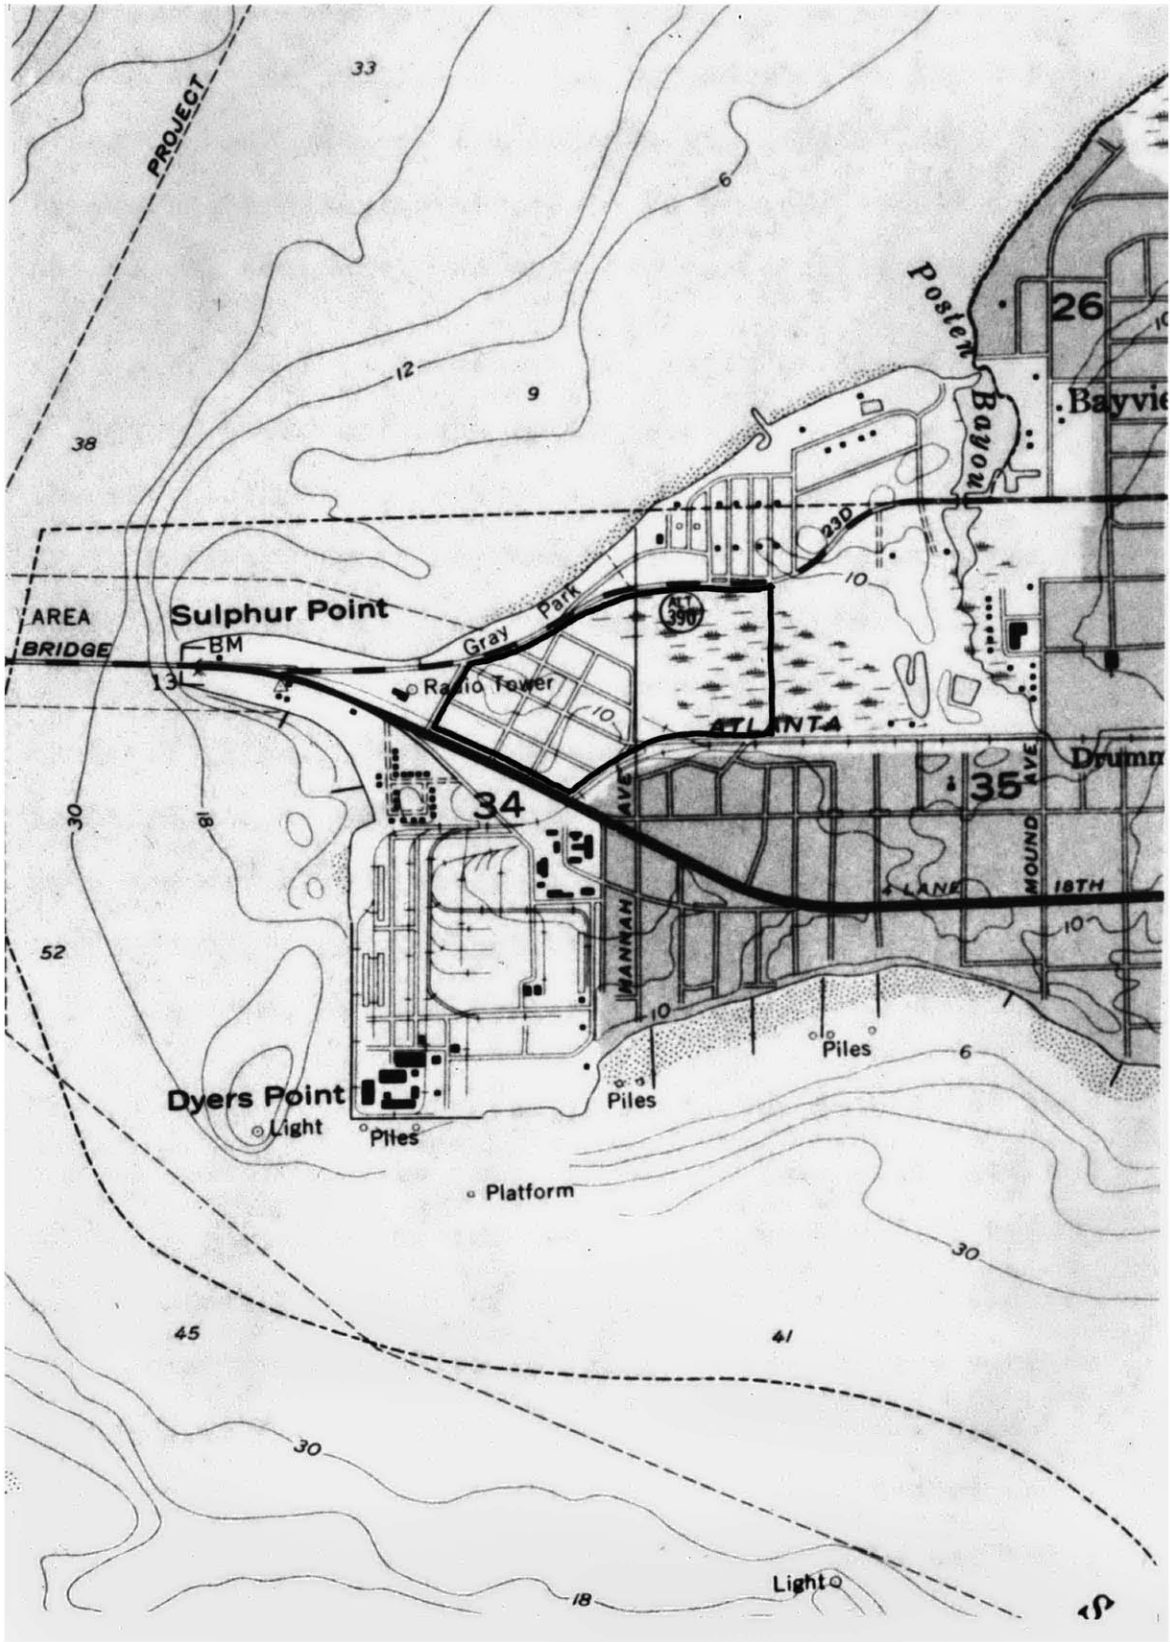 33
PROJECT
6
Posten Bayou
26
12
9
Bayvie
38
23D
10
AREA
BRIDGE
Sulphur Point
BM
13
Gray Park
ALT
390
Radio Tower
10
ATLANTA
Drumm
34
35
30
18
HANNAH AVE
MOUND AVE
4 LANE
18TH
10
52
10
Piles
6
Piles
Dyers Point
Light
Piles
Platform
30
45
41
30
Light
18
S